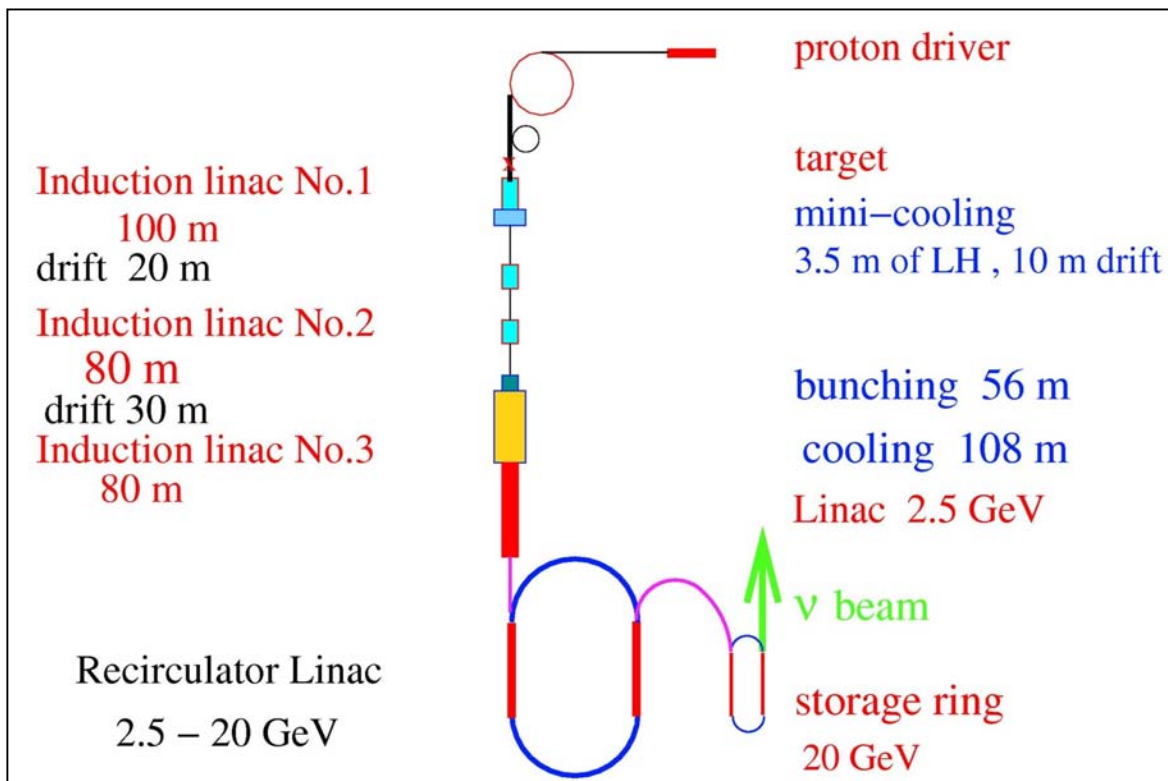 proton driver
target
mini-cooling
3.5 m of LH , 10 m drift
Induction linac No.1
100 m
drift 20 m
Induction linac No.2
80 m
drift 30 m
Induction linac No.3
80 m
bunching 56 m
cooling 108 m
Linac 2.5 GeV
ν beam
Recirculator Linac
2.5 – 20 GeV
storage ring
20 GeV
x